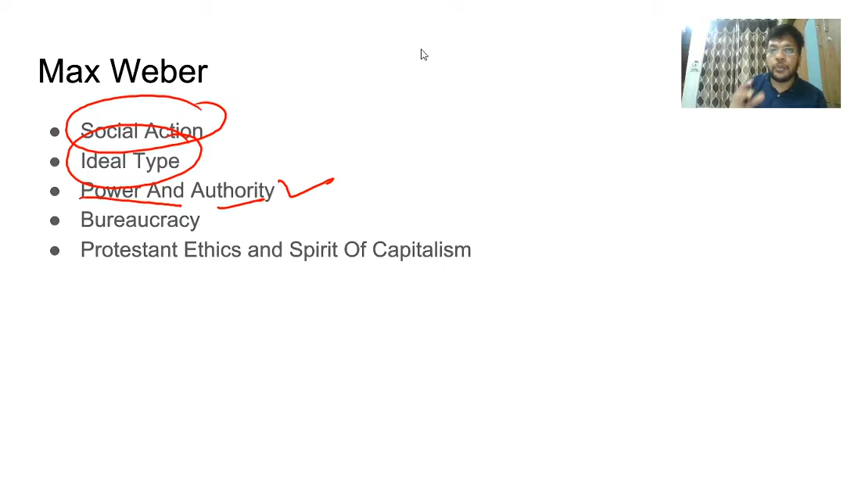 Max Weber
● Social Action
● Ideal Type
● Power And Authority
● Bureaucracy
● Protestant Ethics and Spirit Of Capitalism